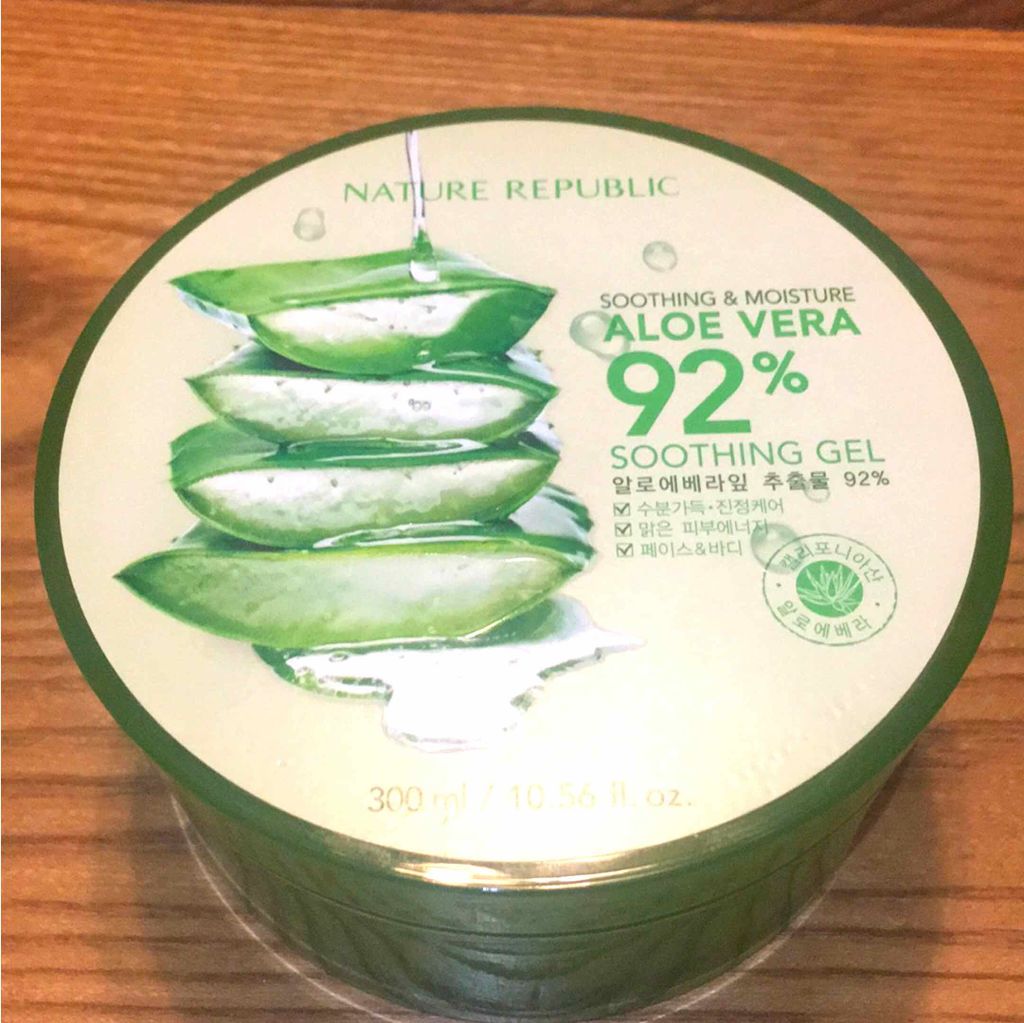 NATURE REPUBLIC
SOOTHING & MOISTURE
ALOE VERA
92%
SOOTHING GEL
알로에베라잎 추출물 92%
수분가득·진정케어
맑은 피부에너지
페이스&바디
캘리포니아산
알로에베라
300 ml / 10.56 fl. oz.